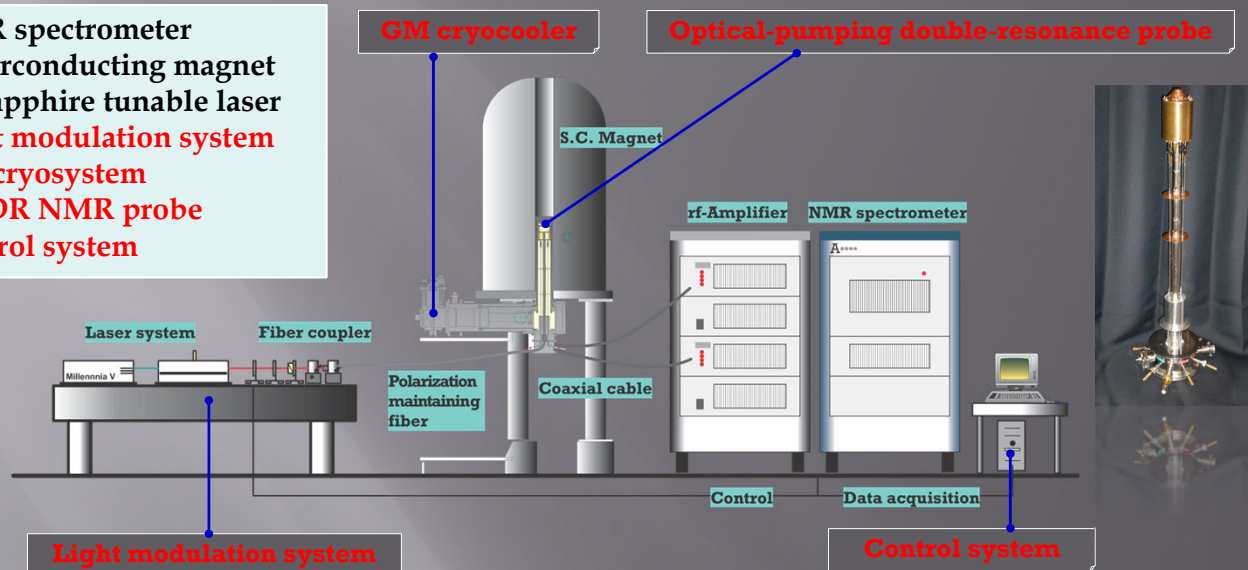 R spectrometer
erconducting magnet
apphire tunable laser
t modulation system
cryosystem
DR NMR probe
rol system
GM cryocooler
Optical-pumping double-resonance probe
S.C. Magnet
rf-Amplifier
NMR spectrometer
A****
Laser system
Fiber coupler
Millennnia V
Polarization
maintaining
fiber
Coaxial cable
Control
Data acquisition
Light modulation system
Control system